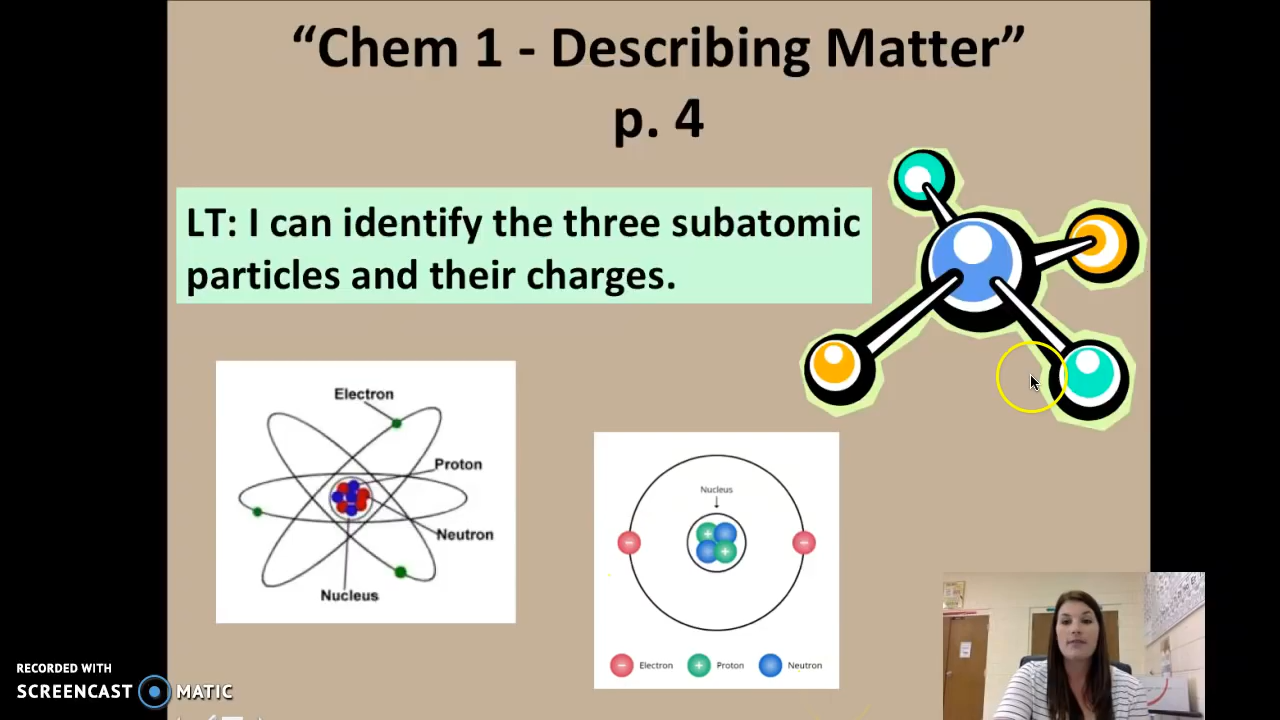 “Chem 1 - Describing Matter”
p. 4
LT: I can identify the three subatomic
particles and their charges.
Electron
Proton
Neutron
Nucleus
Nucleus
+
+
−
−
− Electron + Proton Neutron
RECORDED WITH
SCREENCAST MATIC